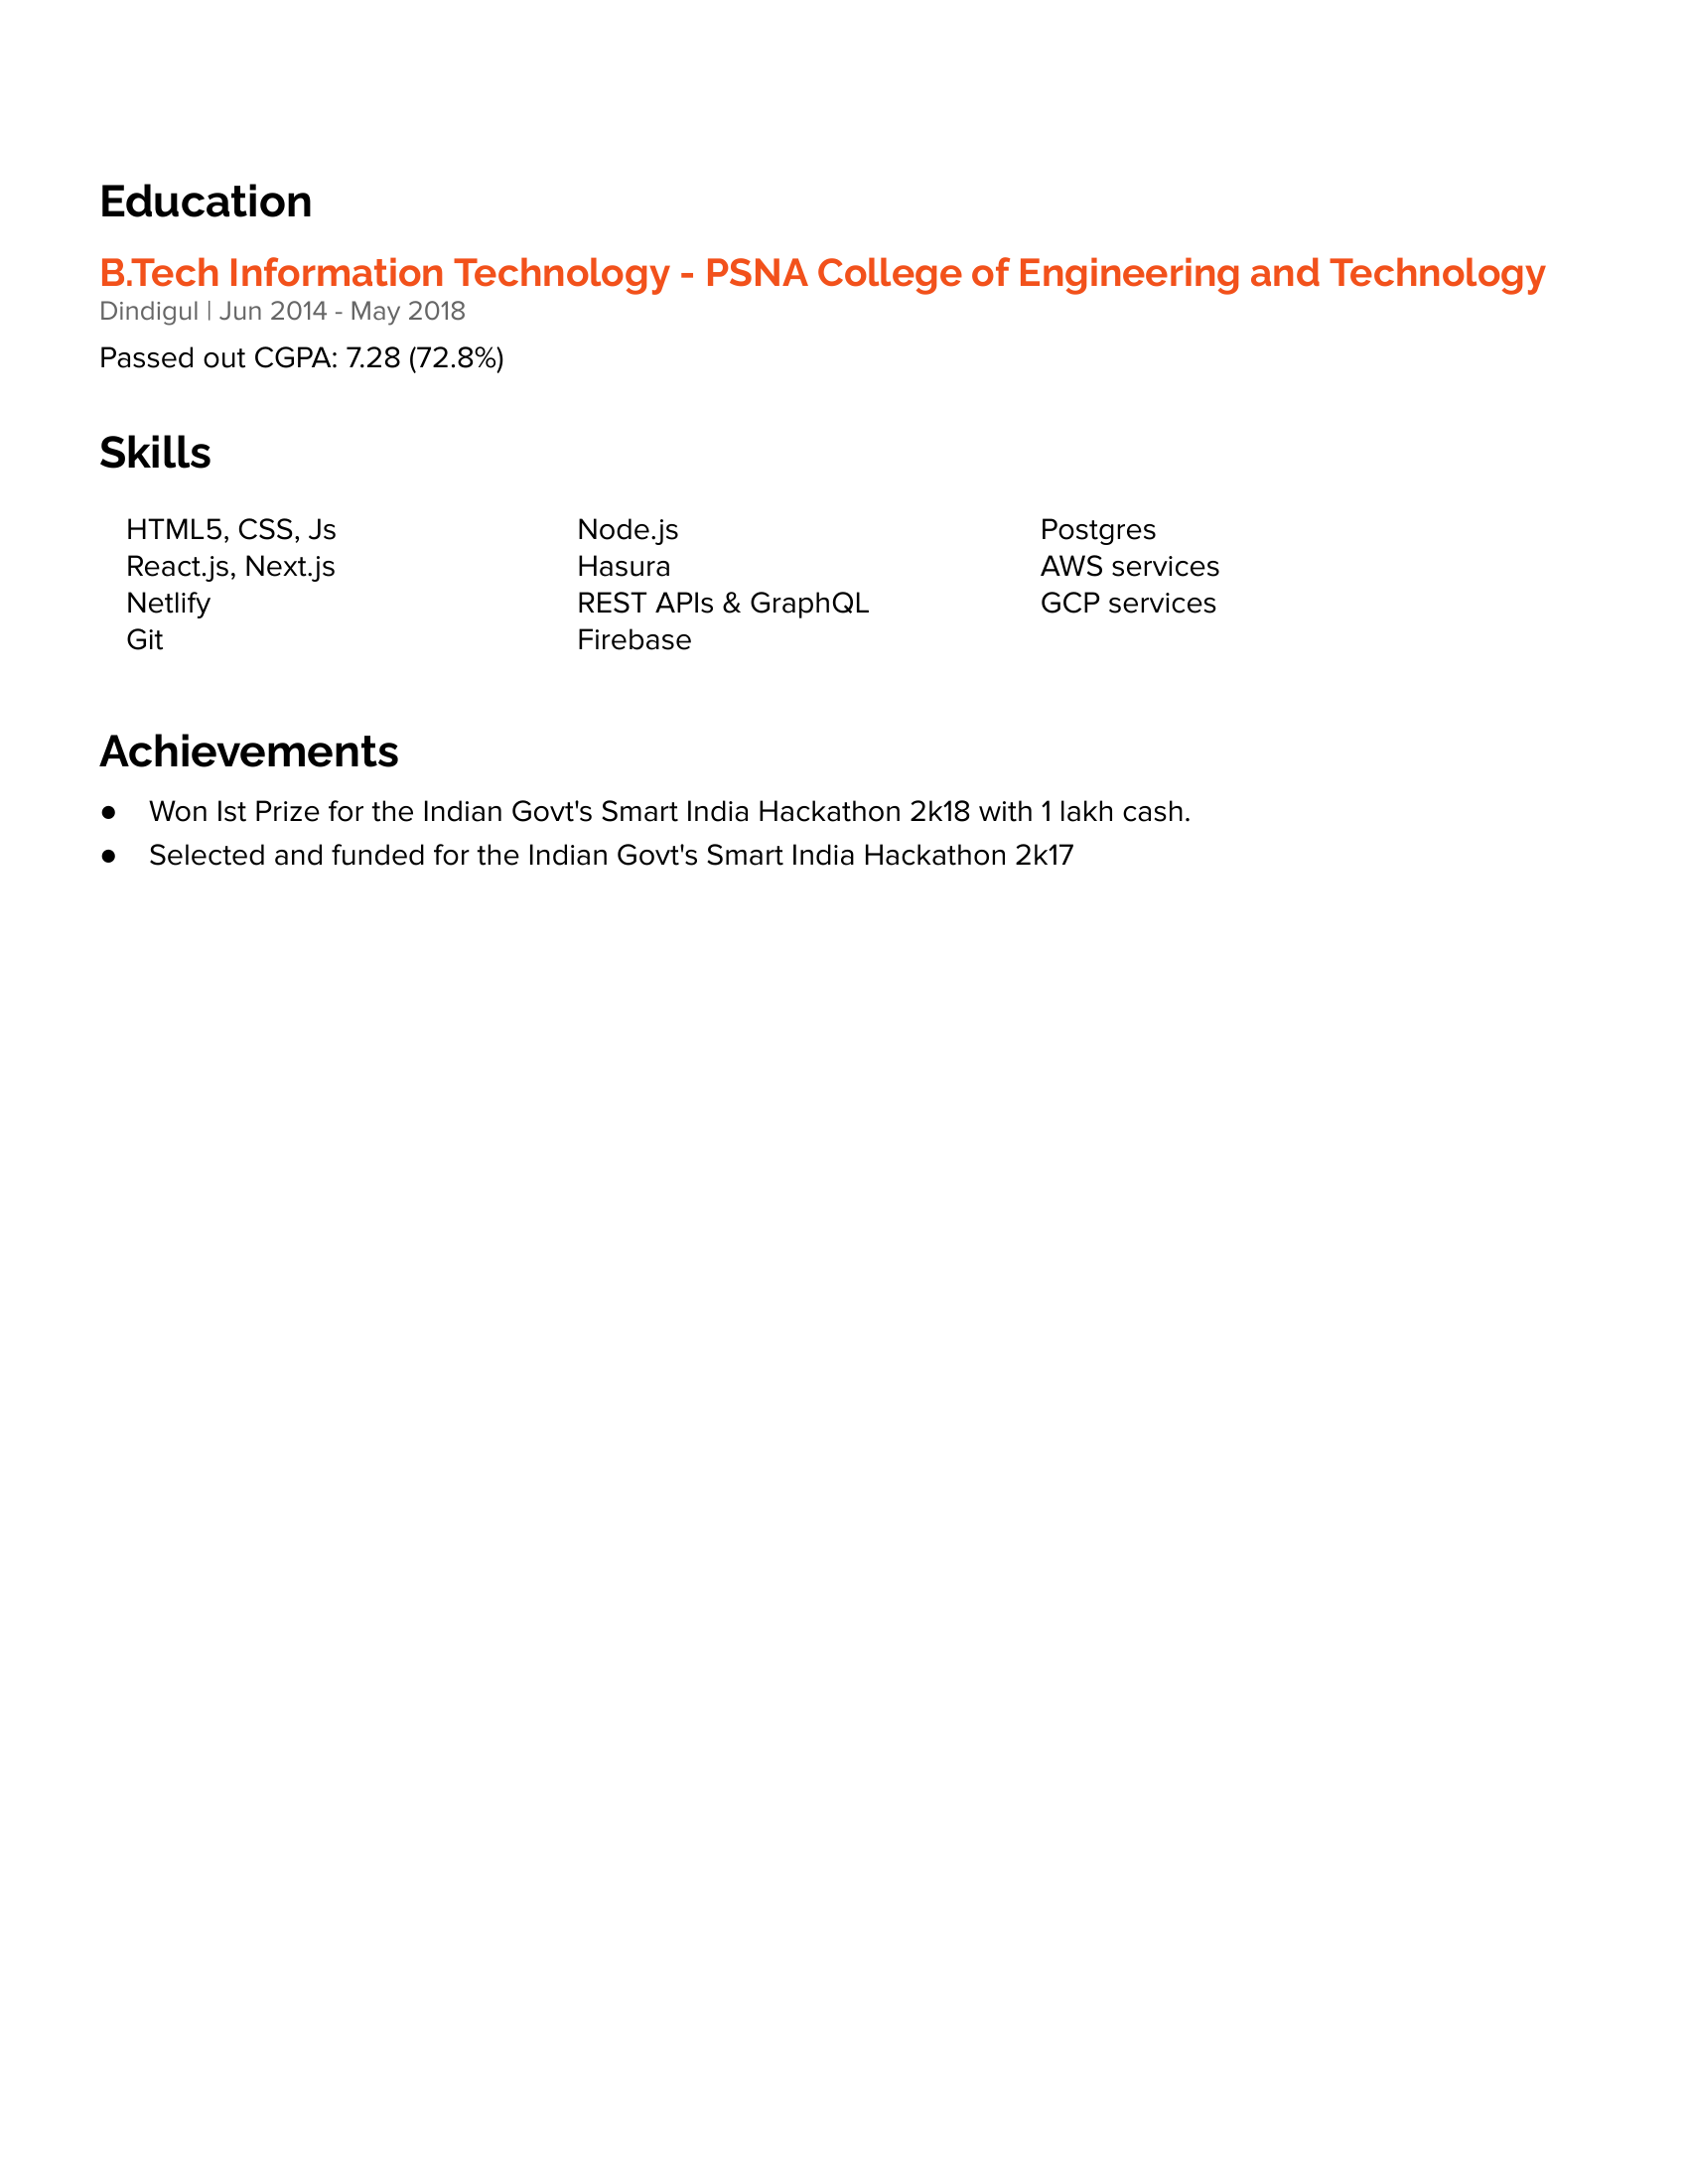 Education
B.Tech Information Technology - PSNA College of Engineering and Technology
Dindigul | Jun 2014 - May 2018
Passed out CGPA: 7.28 (72.8%)
Skills
HTML5, CSS, Js
React.js, Next.js
Netlify
Git
Node.js
Hasura
REST APIs & GraphQL
Firebase
Postgres
AWS services
GCP services
Achievements
● Won Ist Prize for the Indian Govt's Smart India Hackathon 2k18 with 1 lakh cash.
● Selected and funded for the Indian Govt's Smart India Hackathon 2k17